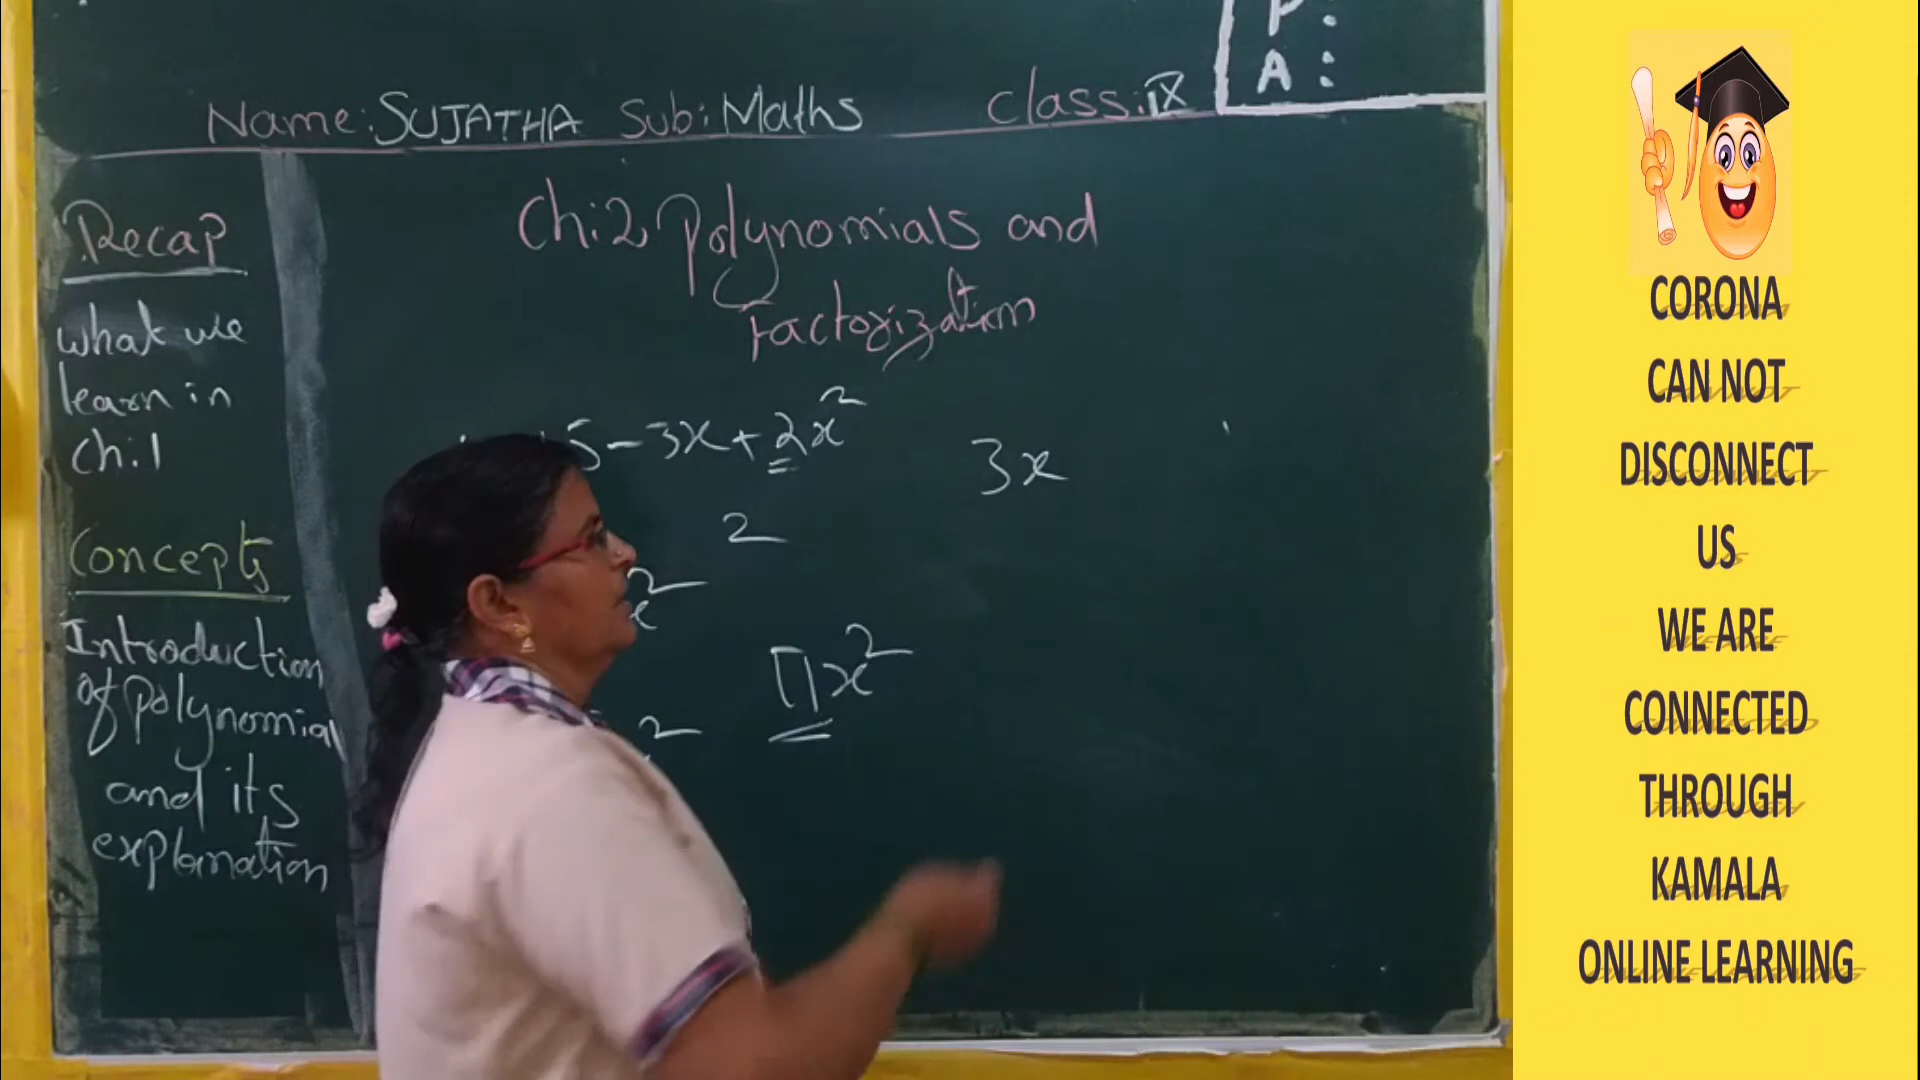 P:
A:
Name: SUJATHA Sub: Maths Class: IX
Recap
what we
learn in
ch:1
Concepts
Introduction
of polynomial
and its
explanation
Ch:2 Polynomials and
Factorization
5-3x+2x²
3x
2
x²
πx²
2
CORONA
CAN NOT
DISCONNECT
US
WE ARE
CONNECTED
THROUGH
KAMALA
ONLINE LEARNING